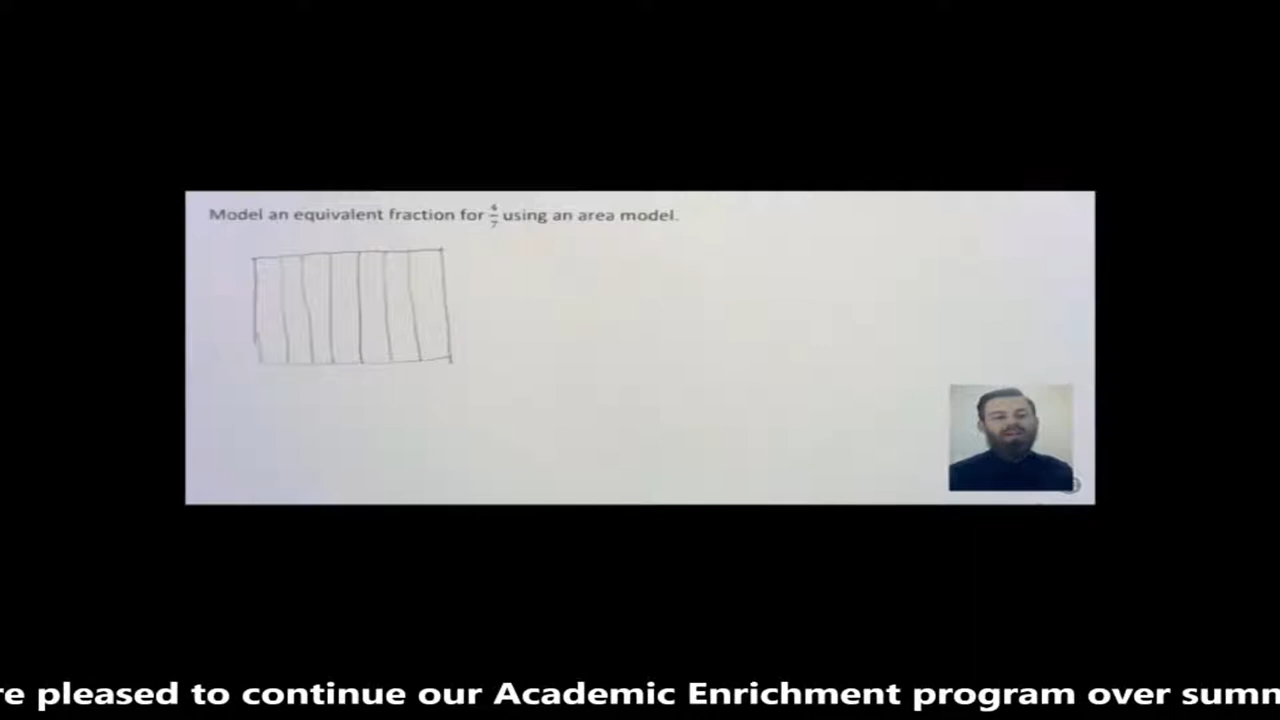 Model an equivalent fraction for 4/7 using an area model.
re pleased to continue our Academic Enrichment program over summ